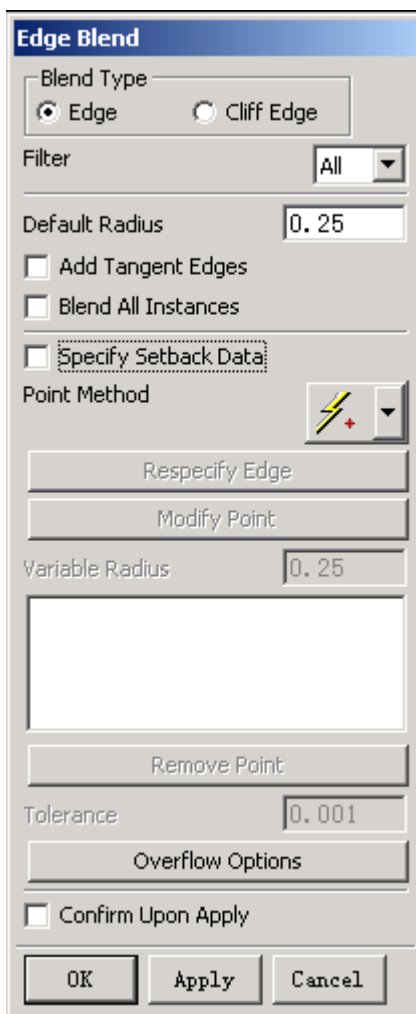 Edge Blend
Blend Type
Edge Cliff Edge
Filter All
Default Radius 0.25
Add Tangent Edges
Blend All Instances
Specify Setback Data
Point Method
Respecify Edge
Modify Point
Variable Radius 0.25
Remove Point
Tolerance 0.001
Overflow Options
Confirm Upon Apply
OK Apply Cancel